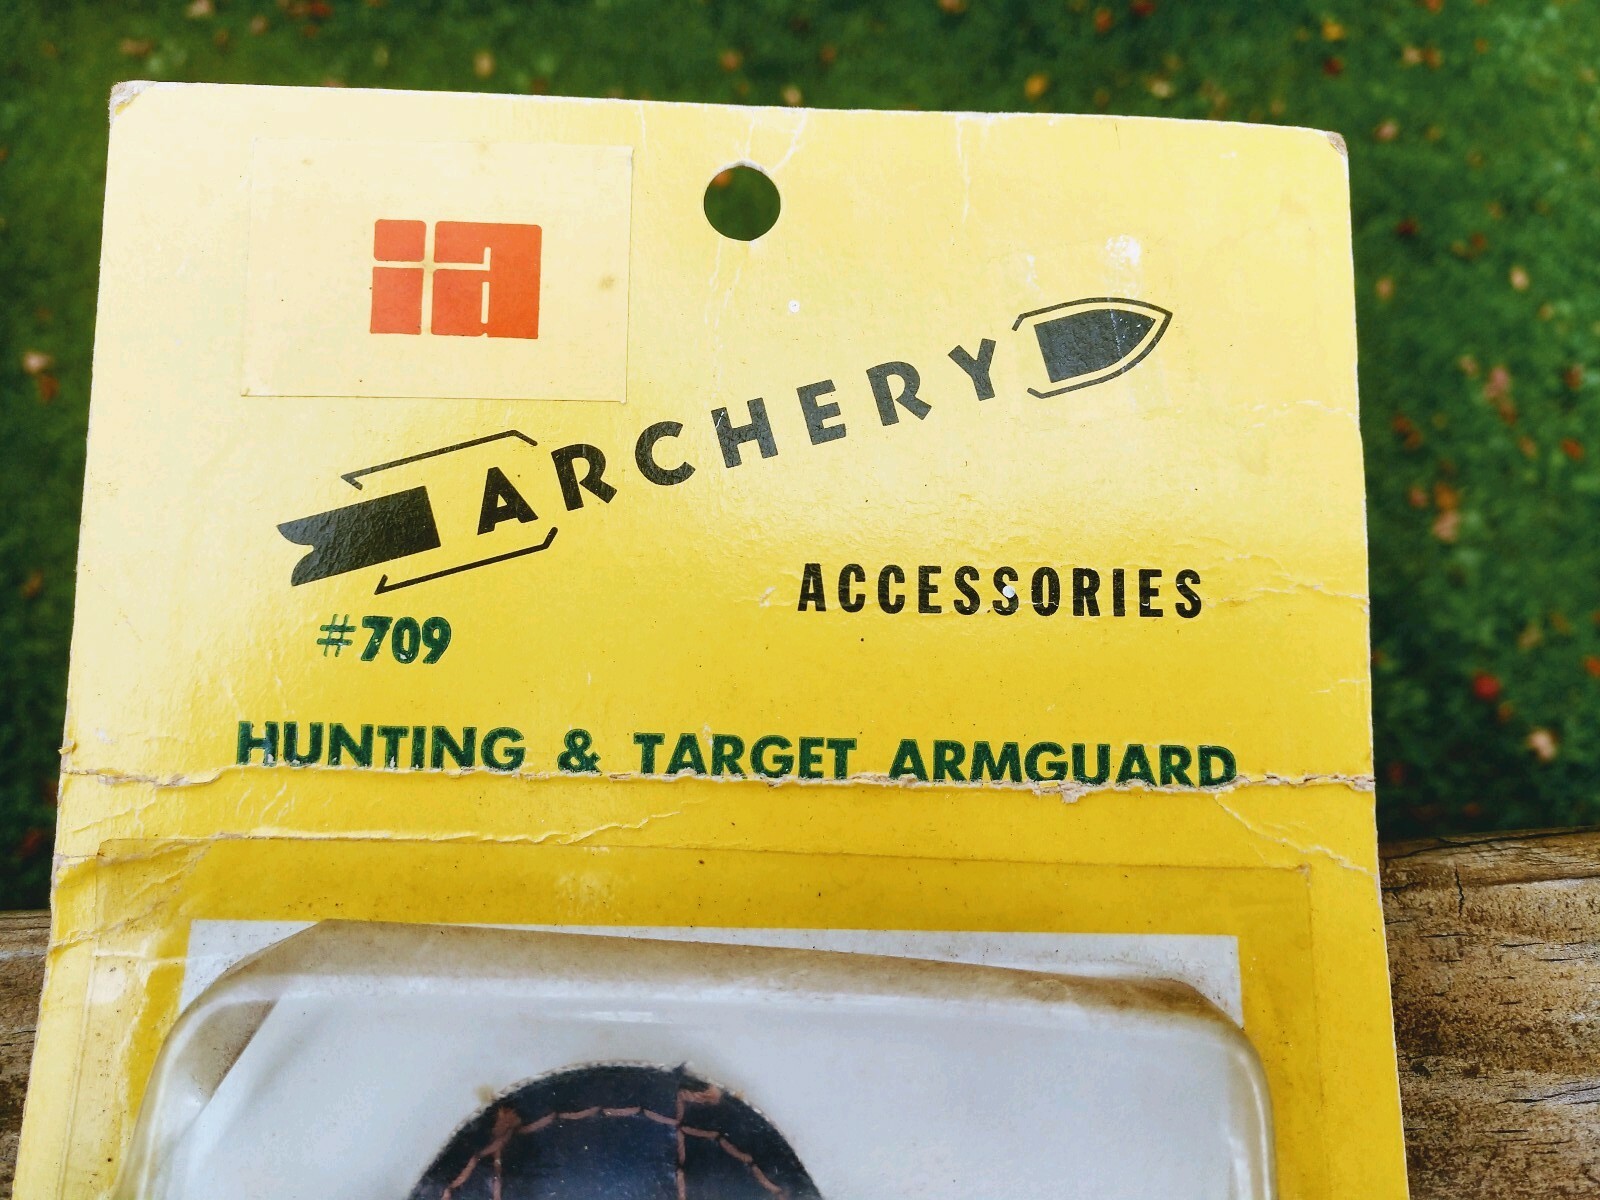 ia
ARCHERY
ACCESSORIES
#709
HUNTING & TARGET ARMGUARD